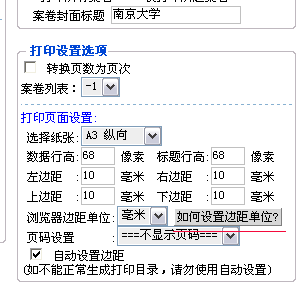 案卷封面标题 南京大学
打印设置选项
转换页数为页次
案卷列表: -1
打印页面设置:
选择纸张: A3 纵向
数据行高: 68 像素 标题行高: 68 像素
左边距 : 10 毫米 右边距 : 10 毫米
上边距 : 10 毫米 下边距 : 10 毫米
浏览器边距单位: 毫米 如何设置边距单位?
页码设置 : ===不显示页码===
自动设置边距
(如不能正常生成打印目录，请勿使用自动设置)